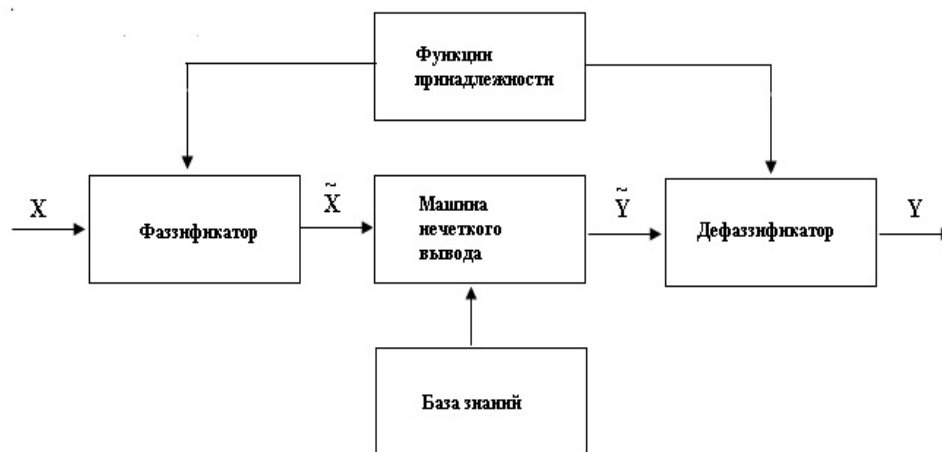 Функции
принадлежности
X
Фаззификатор
X̃
Машина
нечеткого
вывода
Ỹ
Дефаззификатор
Y
База знаний